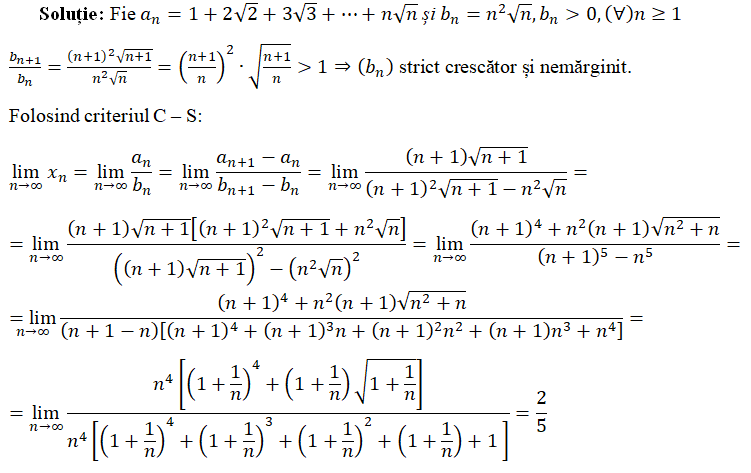 Soluție: Fie aₙ = 1 + 2√2 + 3√3 + ⋯ + n√n și bₙ = n²√n, bₙ > 0, (∀)n ≥ 1
bₙ₊₁/bₙ = (n+1)²√(n+1) / (n²√n) = ((n+1)/n)² · √((n+1)/n) > 1 ⇒ (bₙ) strict crescător și nemărginit.
Folosind criteriul C – S:
lim_{n→∞} xₙ = lim_{n→∞} aₙ/bₙ = lim_{n→∞} (aₙ₊₁ − aₙ)/(bₙ₊₁ − bₙ) = lim_{n→∞} (n + 1)√(n + 1) / ((n + 1)²√(n + 1) − n²√n) =
= lim_{n→∞} (n + 1)√(n + 1)[(n + 1)²√(n + 1) + n²√n] / (((n + 1)√(n + 1))² − (n²√n)²) = lim_{n→∞} ((n + 1)⁴ + n²(n + 1)√(n² + n)) / ((n + 1)⁵ − n⁵) =
= lim_{n→∞} ((n + 1)⁴ + n²(n + 1)√(n² + n)) / ((n + 1 − n)[(n + 1)⁴ + (n + 1)³n + (n + 1)²n² + (n + 1)n³ + n⁴]) =
= lim_{n→∞} n⁴[(1 + 1/n)⁴ + (1 + 1/n)√(1 + 1/n)] / (n⁴[(1 + 1/n)⁴ + (1 + 1/n)³ + (1 + 1/n)² + (1 + 1/n) + 1]) = 2/5